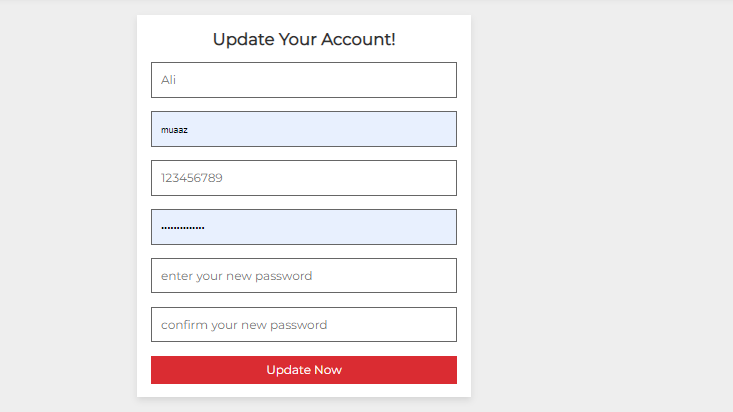 Update Your Account!
Ali
muaaz
123456789
••••••••••••••
enter your new password
confirm your new password
Update Now